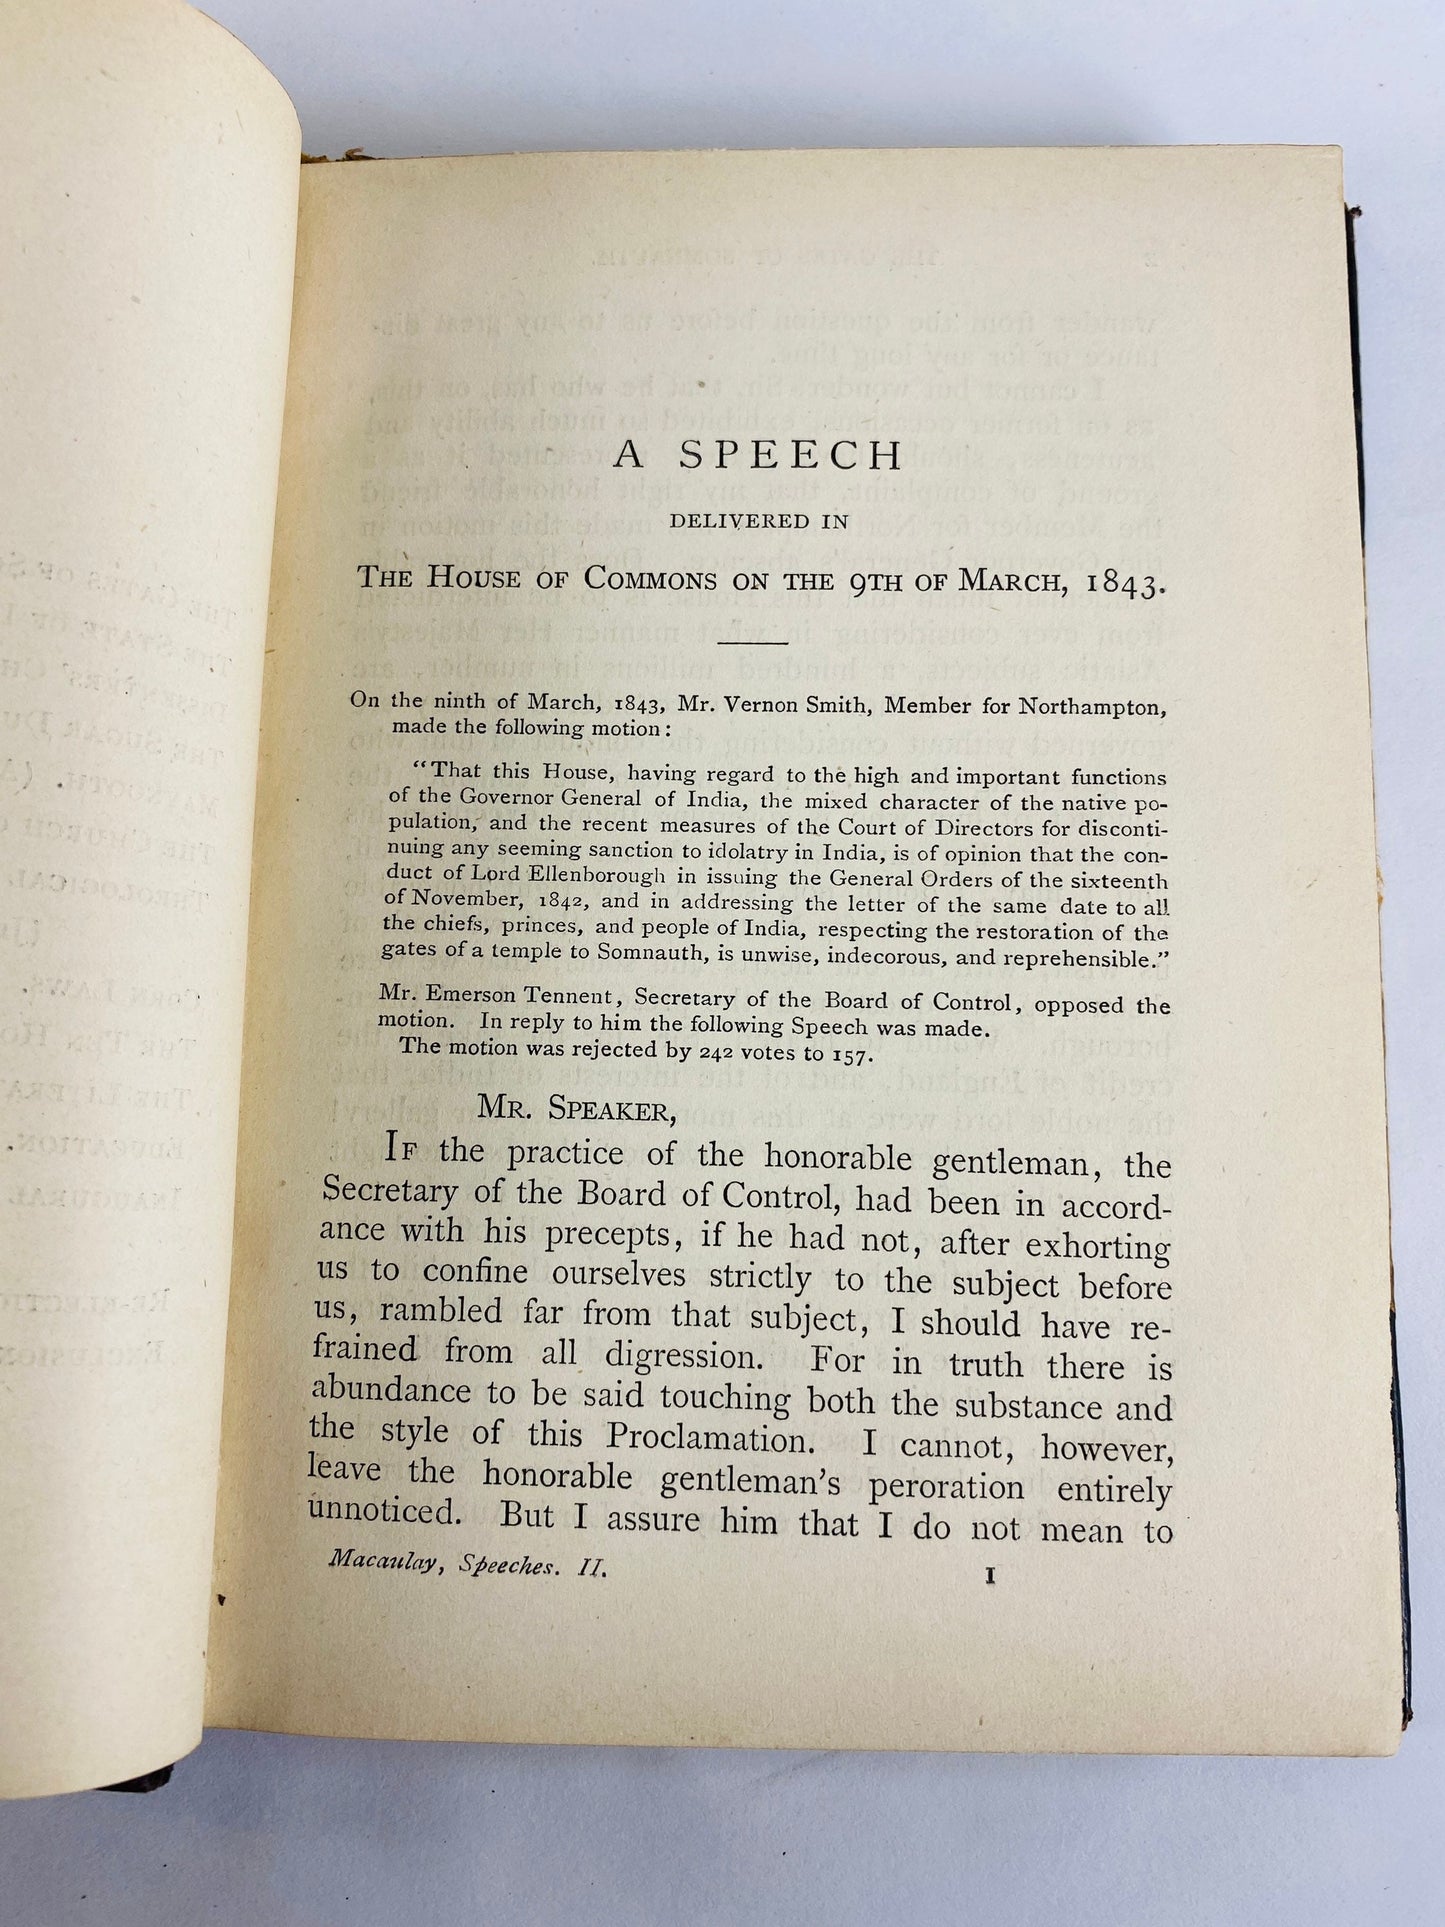 A SPEECH
DELIVERED IN
THE HOUSE OF COMMONS ON THE 9TH OF MARCH, 1843.
On the ninth of March, 1843, Mr. Vernon Smith, Member for Northampton,
made the following motion:
"That this House, having regard to the high and important functions
of the Governor General of India, the mixed character of the native po-
pulation, and the recent measures of the Court of Directors for disconti-
nuing any seeming sanction to idolatry in India, is of opinion that the con-
duct of Lord Ellenborough in issuing the General Orders of the sixteenth
of November, 1842, and in addressing the letter of the same date to all
the chiefs, princes, and people of India, respecting the restoration of the
gates of a temple to Somnauth, is unwise, indecorous, and reprehensible."
Mr. Emerson Tennent, Secretary of the Board of Control, opposed the
motion. In reply to him the following Speech was made.
The motion was rejected by 242 votes to 157.
MR. SPEAKER,
IF the practice of the honorable gentleman, the
Secretary of the Board of Control, had been in accord-
ance with his precepts, if he had not, after exhorting
us to confine ourselves strictly to the subject before
us, rambled far from that subject, I should have re-
frained from all digression. For in truth there is
abundance to be said touching both the substance and
the style of this Proclamation. I cannot, however,
leave the honorable gentleman's peroration entirely
unnoticed. But I assure him that I do not mean to
Macaulay, Speeches. II.
1